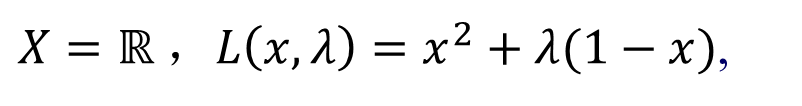 𝑋 = ℝ , 𝐿(𝑥, 𝜆) = 𝑥² + 𝜆(1 − 𝑥),